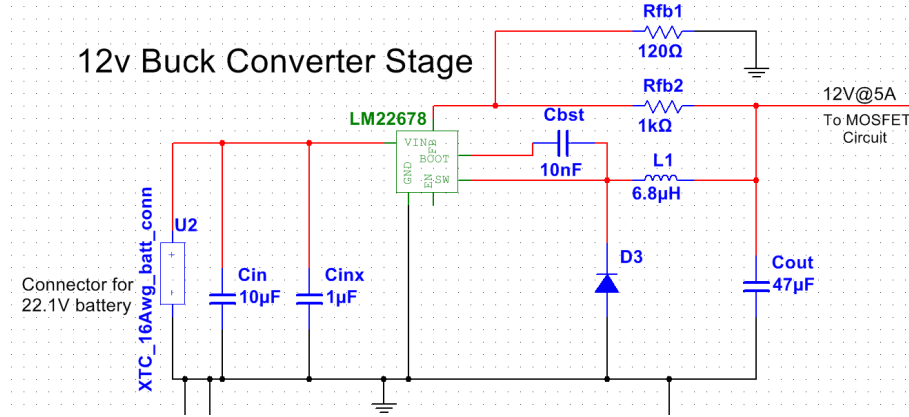 12v Buck Converter Stage
Rfb1
120Ω
Rfb2
1kΩ
12V@5A
To MOSFET
Circuit
LM22678
VIN
FB
BOOT
GND
EN
SW
Cbst
10nF
L1
6.8µH
XTC_16Awg_batt_conn
U2
+
-
Connector for
22.1V battery
Cin
10µF
Cinx
1µF
D3
Cout
47µF